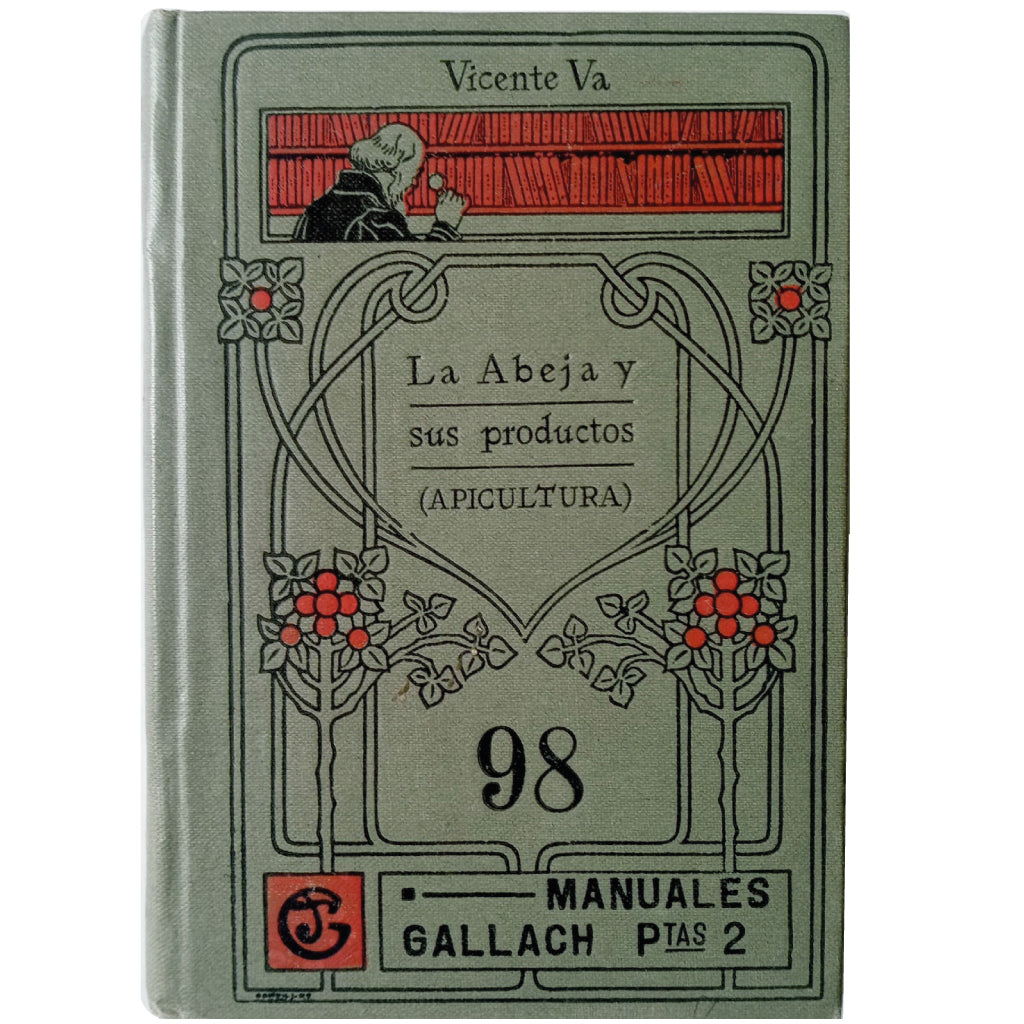 Vicente Va
La Abeja y
sus productos
(APICULTURA)
98
MANUALES
GALLACH PTAS 2